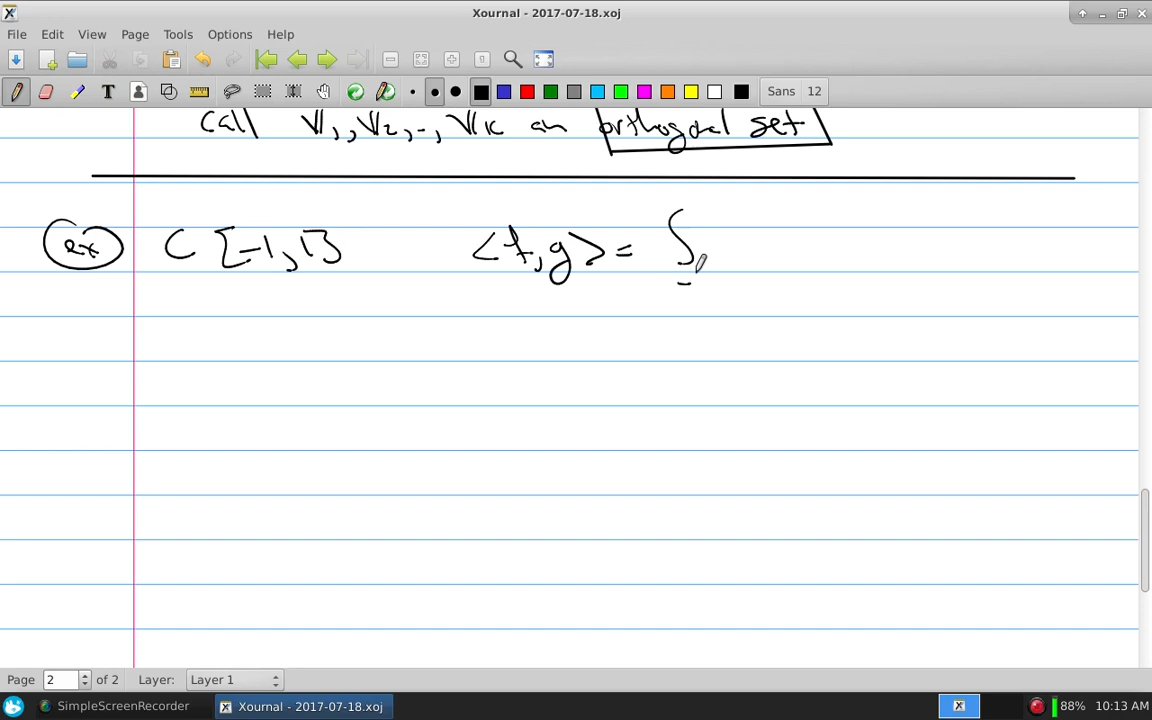 Xournal - 2017-07-18.xoj
File Edit View Page Tools Options Help
Sans 12
Call V1, V2, -, Vk an orthogonal set
ex C [-1, 1] <f, g> = ∫-
Page 2 of 2 Layer: Layer 1
SimpleScreenRecorder Xournal - 2017-07-18.xoj 88% 10:13 AM